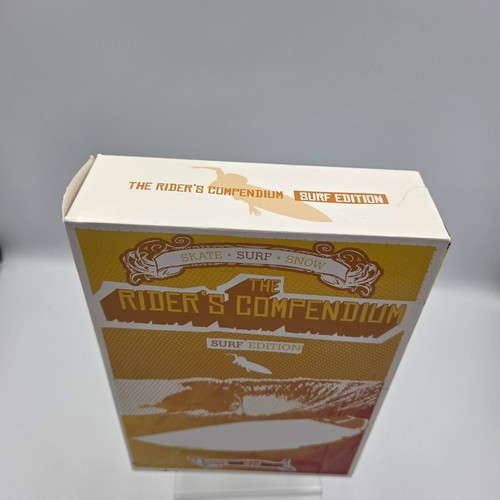 THE RIDER'S COMPENDIUM SURF EDITION
SKATE · SURF · SNOW
THE
RIDER'S COMPENDIUM
SURF EDITION